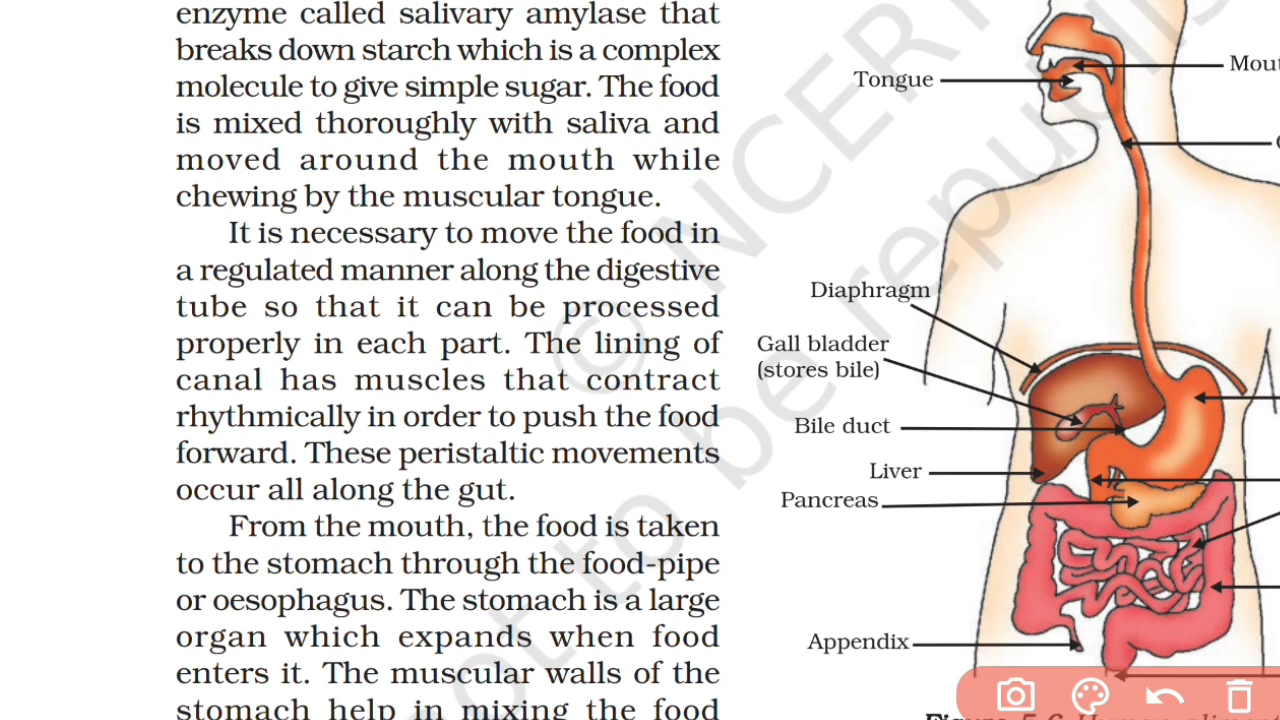 enzyme called salivary amylase that
breaks down starch which is a complex
molecule to give simple sugar. The food
is mixed thoroughly with saliva and
moved around the mouth while
chewing by the muscular tongue.
It is necessary to move the food in
a regulated manner along the digestive
tube so that it can be processed
properly in each part. The lining of
canal has muscles that contract
rhythmically in order to push the food
forward. These peristaltic movements
occur all along the gut.
From the mouth, the food is taken
to the stomach through the food-pipe
or oesophagus. The stomach is a large
organ which expands when food
enters it. The muscular walls of the
stomach help in mixing the food
Tongue
Diaphragm
Gall bladder
(stores bile)
Bile duct
Liver
Pancreas
Appendix
© NCERT
not to be